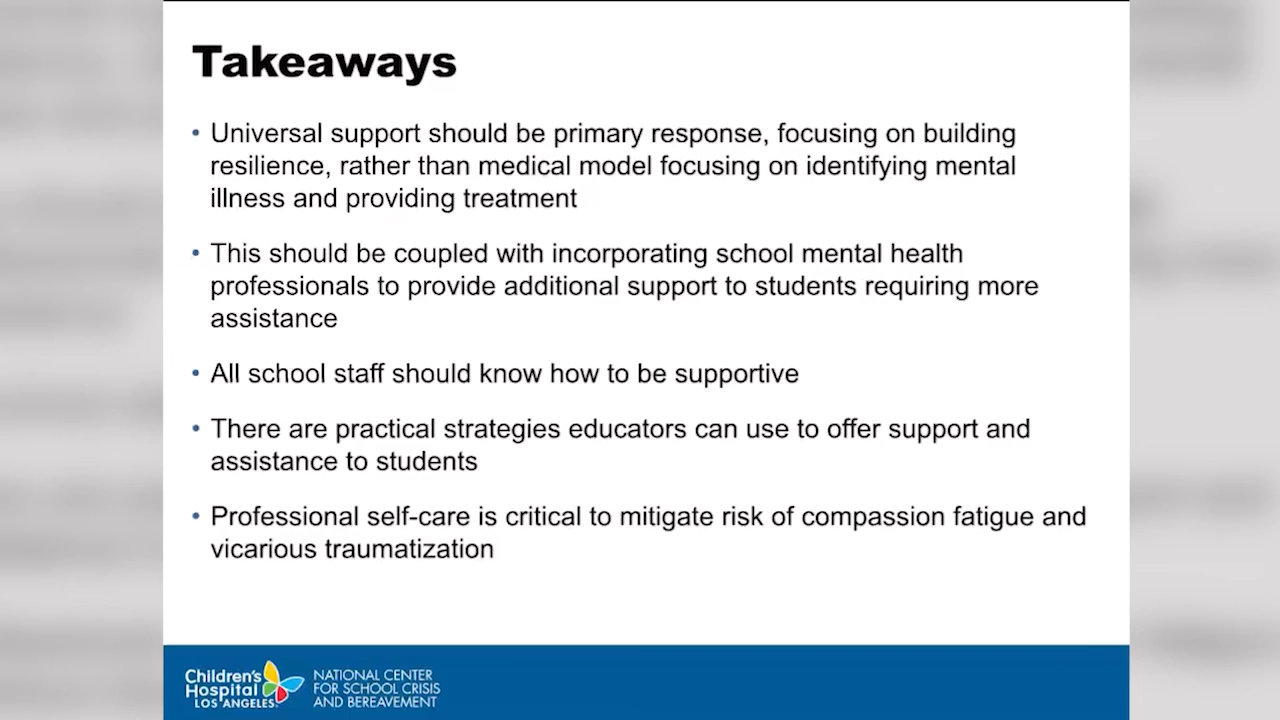 Takeaways
• Universal support should be primary response, focusing on building
resilience, rather than medical model focusing on identifying mental
illness and providing treatment
• This should be coupled with incorporating school mental health
professionals to provide additional support to students requiring more
assistance
• All school staff should know how to be supportive
• There are practical strategies educators can use to offer support and
assistance to students
• Professional self-care is critical to mitigate risk of compassion fatigue and
vicarious traumatization
Children's
Hospital
LOS ANGELES.
NATIONAL CENTER
FOR SCHOOL CRISIS
AND BEREAVEMENT